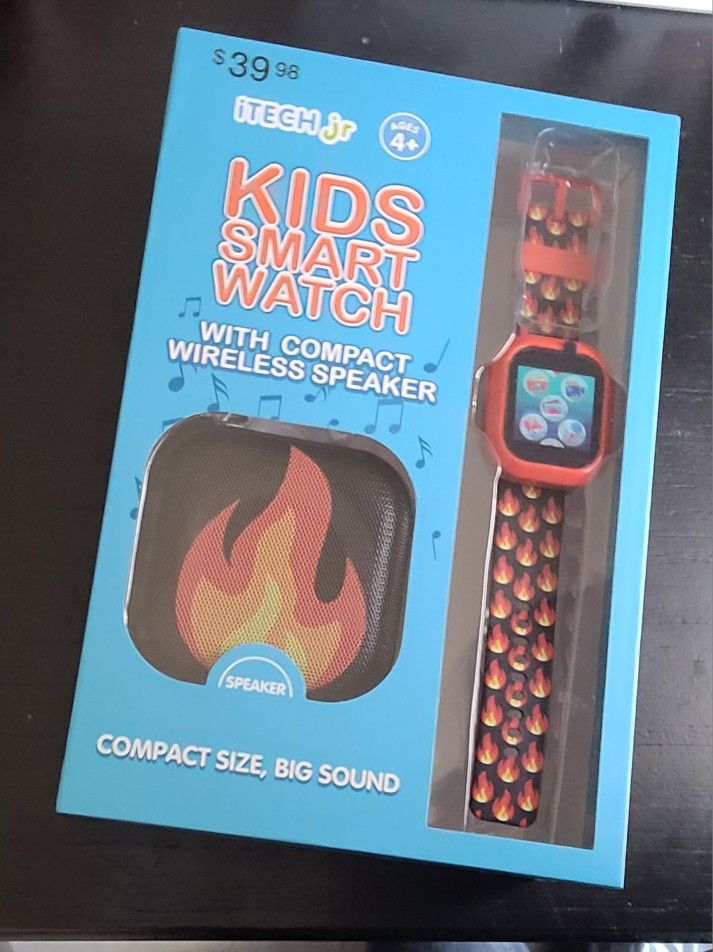 $39.98
iTECH jr
AGES
4+
KIDS
SMART
WATCH
WITH COMPACT
WIRELESS SPEAKER
SPEAKER
COMPACT SIZE, BIG SOUND